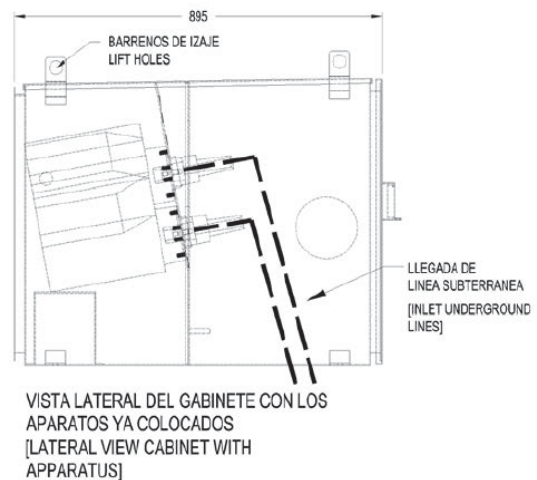 895
BARRENOS DE IZAJE
LIFT HOLES
LLEGADA DE
LINEA SUBTERRANEA
[INLET UNDERGROUND
LINES]
VISTA LATERAL DEL GABINETE CON LOS
APARATOS YA COLOCADOS
[LATERAL VIEW CABINET WITH
APPARATUS]